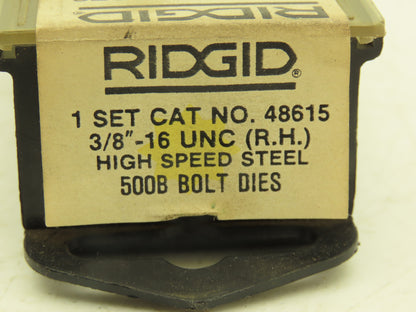 RIDGID®
1 SET CAT NO. 48615
3/8"-16 UNC (R.H.)
HIGH SPEED STEEL
500B BOLT DIES